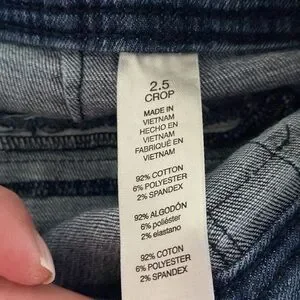 2.5
CROP
MADE IN
VIETNAM
HECHO EN
VIETNAM
FABRIQUÉ EN
VIETNAM
92% COTTON
6% POLYESTER
2% SPANDEX
92% ALGODÓN
6% poliéster
2% elastano
92% COTON
6% POLYESTER
2% SPANDEX